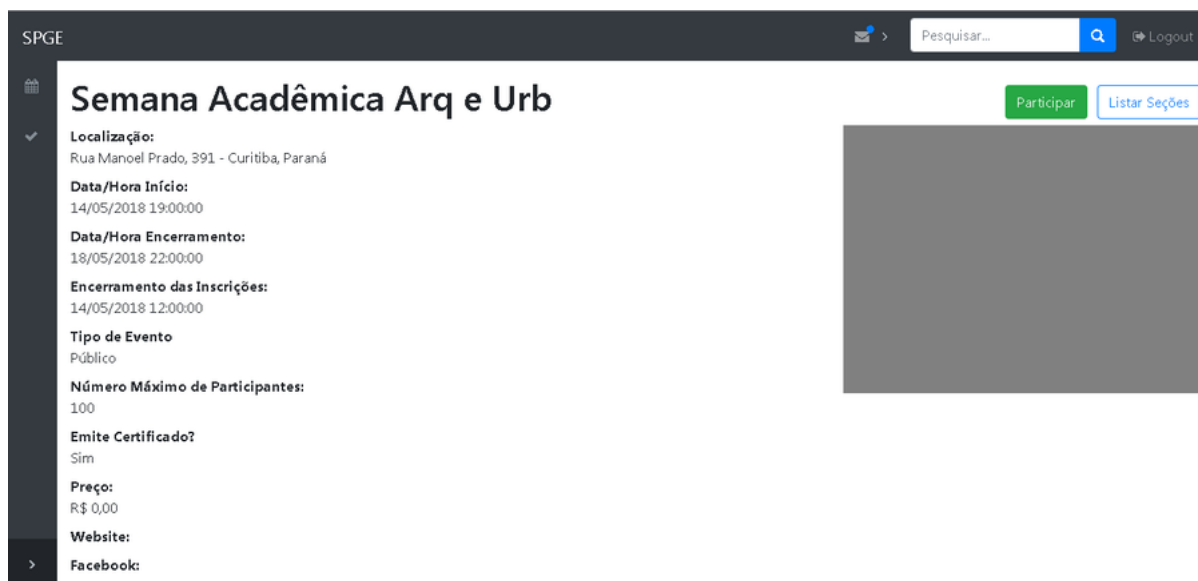 SPGE
Pesquisar...
Logout
Semana Acadêmica Arq e Urb
Participar
Listar Seções
Localização:
Rua Manoel Prado, 391 - Curitiba, Paraná
Data/Hora Início:
14/05/2018 19:00:00
Data/Hora Encerramento:
18/05/2018 22:00:00
Encerramento das Inscrições:
14/05/2018 12:00:00
Tipo de Evento
Público
Número Máximo de Participantes:
100
Emite Certificado?
Sim
Preço:
R$ 0,00
Website:
Facebook: